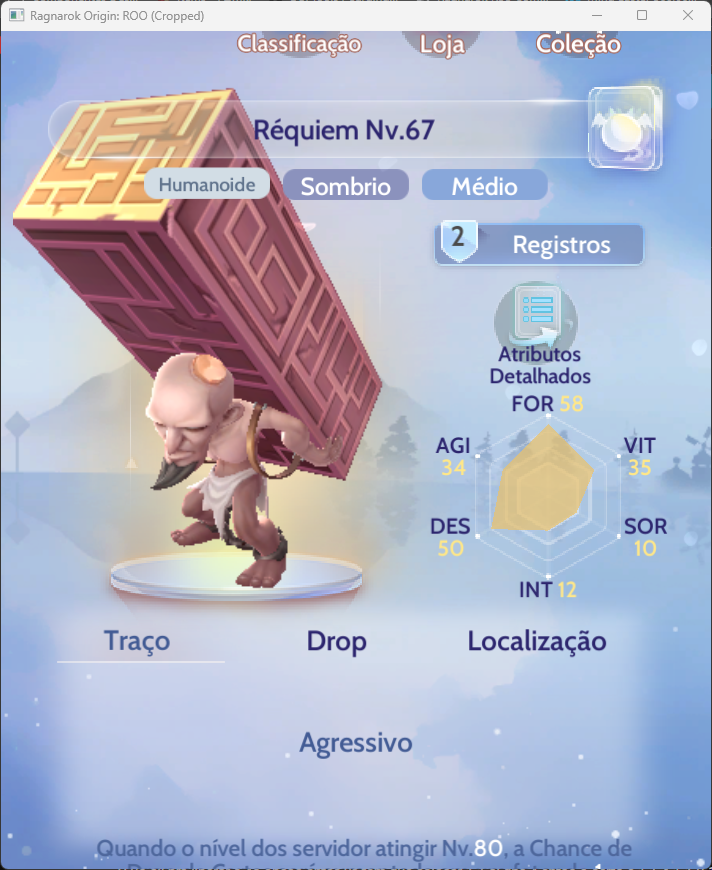 Ragnarok Origin: ROO (Cropped)
Classificação Loja Coleção
Réquiem Nv.67
Humanoide Sombrio Médio
2 Registros
Atributos
Detalhados
FOR 58
AGI VIT
34 35
DES SOR
50 10
INT 12
Traço Drop Localização
Agressivo
Quando o nível dos servidor atingir Nv.80, a Chance de